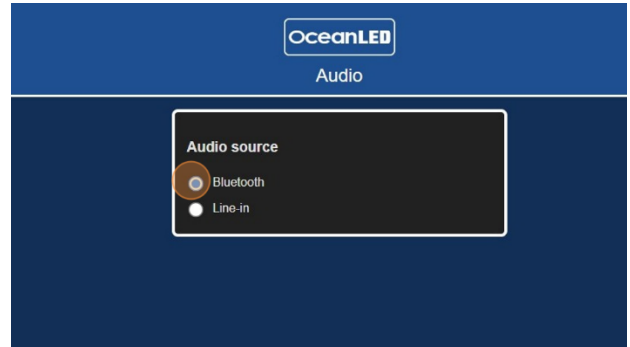 OceanLED
Audio
Audio source
Bluetooth
Line-in